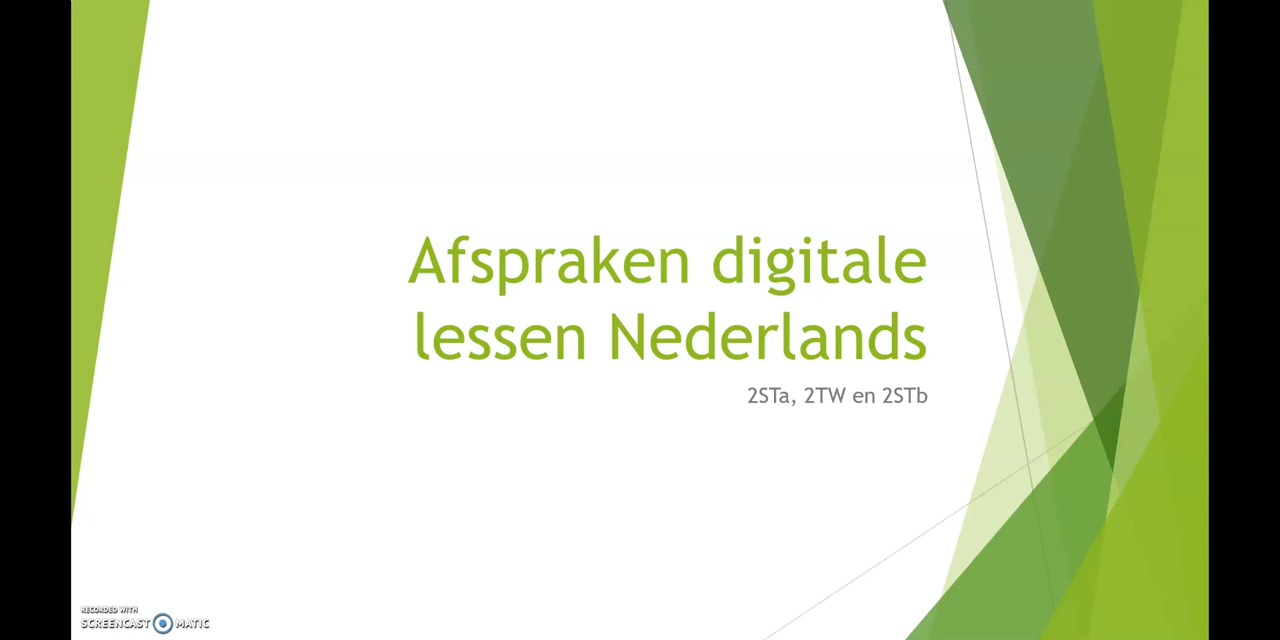 Afspraken digitale
lessen Nederlands
2STa, 2TW en 2STb
RECORDED WITH
SCREENCAST MATIC